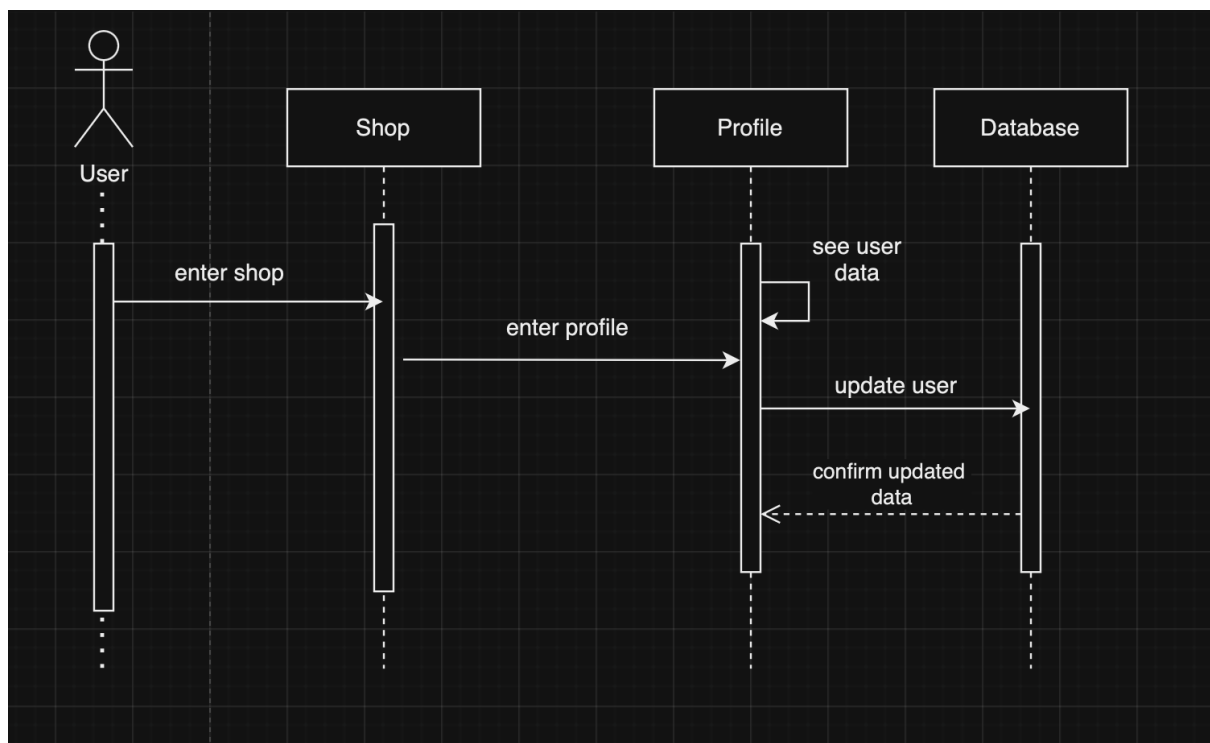 Shop
Profile
Database
User
see user
data
enter shop
enter profile
update user
confirm updated
data